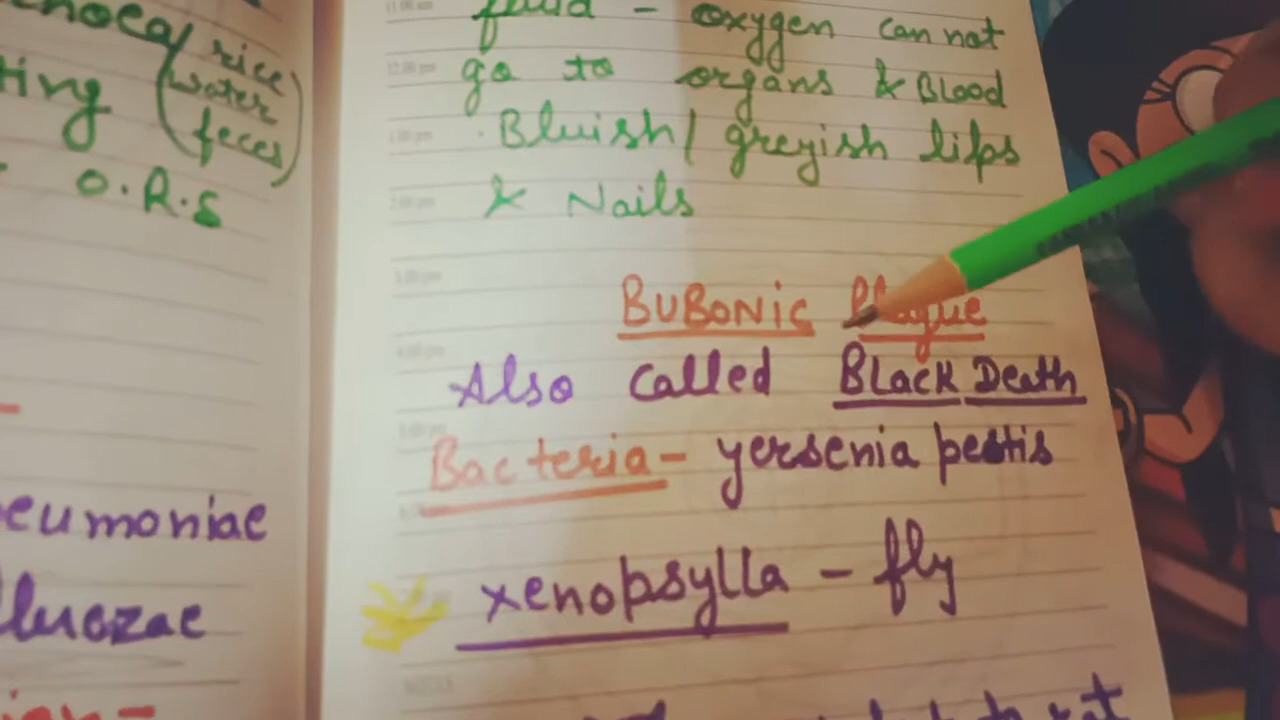 rice
water
feces
O.R.S
eumoniae
oxygen can not
go to organs & Blood
Bluish/ greyish lips
& Nails
BUBONIC Plague
Also called Black Death
Bacteria- yersenia pestis
xenopsylla - fly
rat